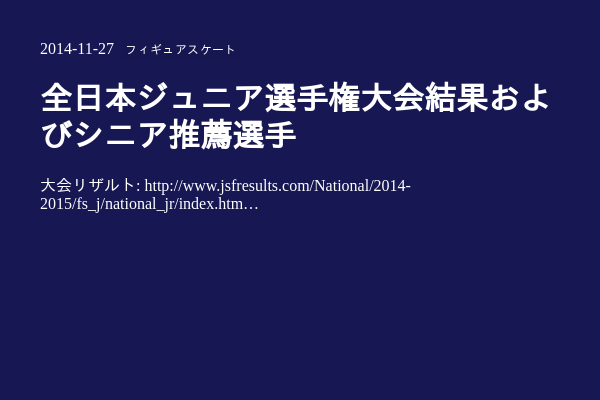 2014-11-27 フィギュアスケート
全日本ジュニア選手権大会結果およ
びシニア推薦選手
大会リザルト: http://www.jsfresults.com/National/2014-
2015/fs_j/national_jr/index.htm…